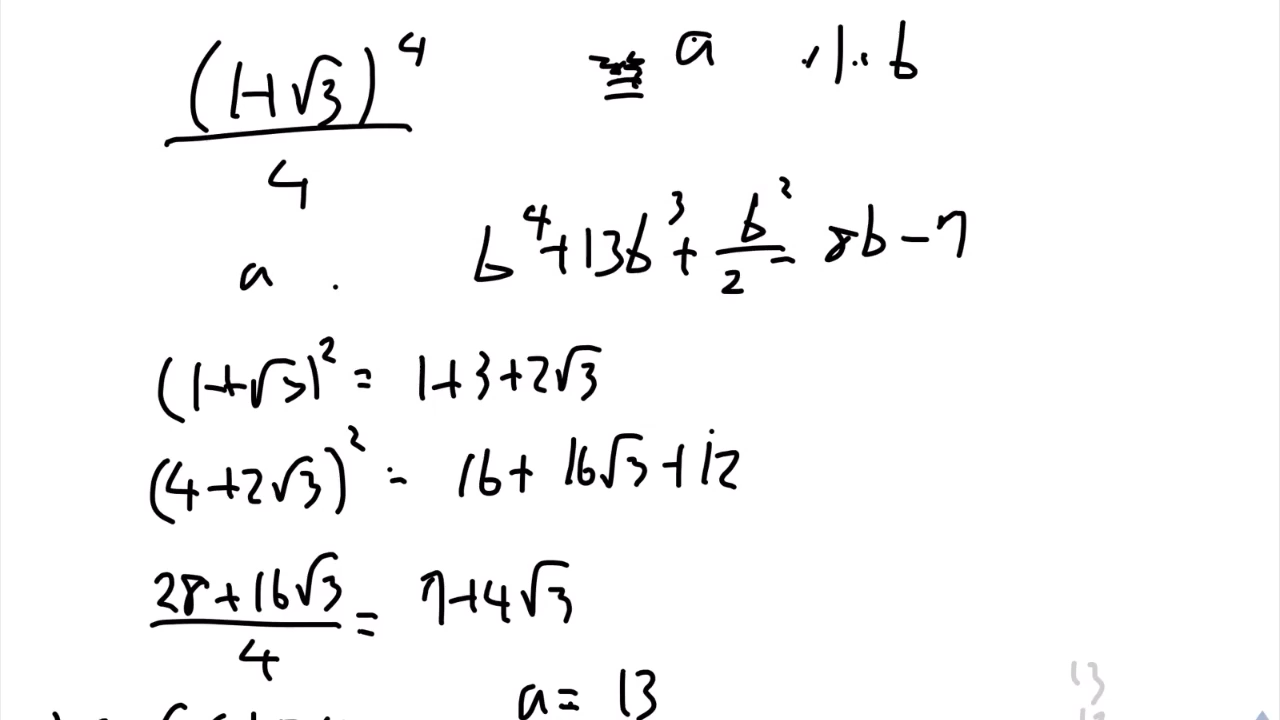 (1+√3)⁴ / 4
a b
b⁴+13b³+b²/2= 8b-7
a .
(1+√3)² = 1+3+2√3
(4+2√3)² = 16+16√3+12
(28+16√3)/4 = 7+4√3
a= 13
13